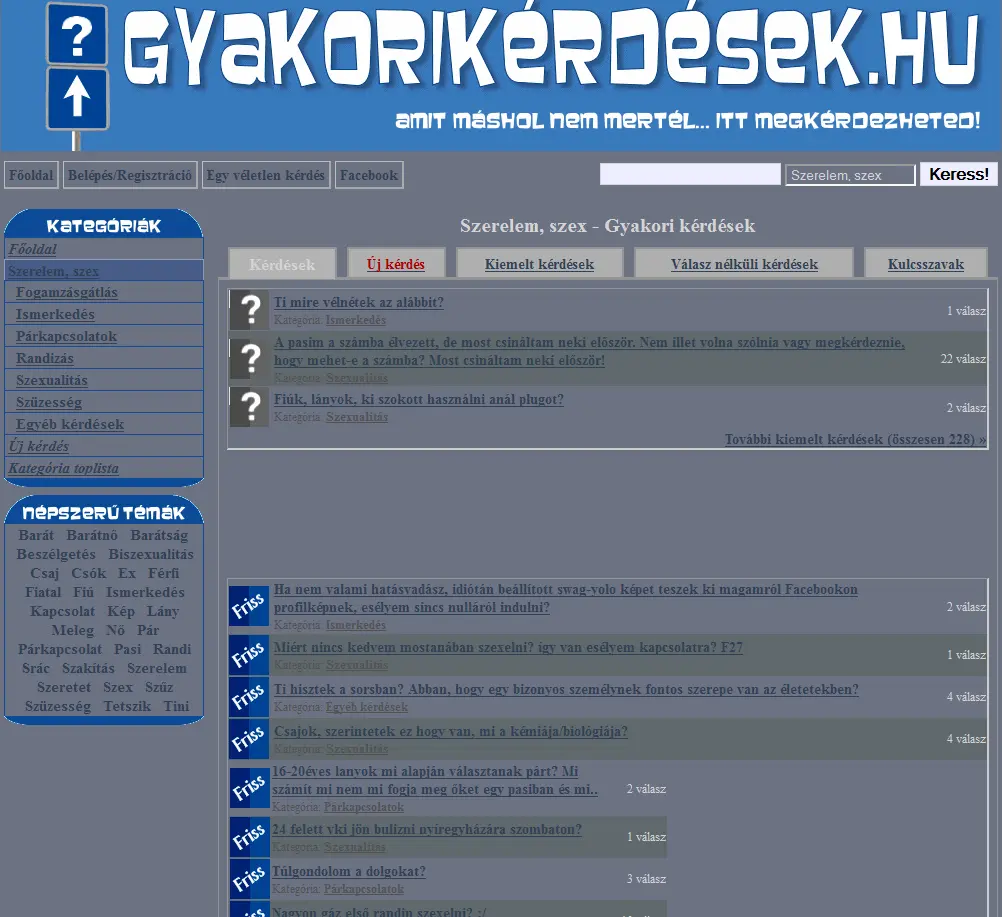 ?
GYAKORIKÉRDÉSEK.HU
AMIT MÁSHOL NEM MERTÉL... ITT MEGKÉRDEZHETED!
Főoldal Belépés/Regisztráció Egy véletlen kérdés Facebook Szerelem, szex Keress!
KATEGÓRIÁK
Főoldal
Szerelem, szex
Fogamzásgátlás
Ismerkedés
Párkapcsolatok
Randizás
Szexualitás
Szüzesség
Egyéb kérdések
Új kérdés
Kategória toplista
NÉPSZERŰ TÉMÁK
Barát Barátnő Barátság
Beszélgetés Biszexualitás
Csaj Csók Ex Férfi
Fiatal Fiú Ismerkedés
Kapcsolat Kép Lány
Meleg Nő Pár
Párkapcsolat Pasi Randi
Srác Szakítás Szerelem
Szeretet Szex Szűz
Szüzesség Tetszik Tini
Szerelem, szex - Gyakori kérdések
Kérdések Új kérdés Kiemelt kérdések Válasz nélküli kérdések Kulcsszavak
? Ti mire vélnétek az alábbit?
Kategória: Ismerkedés
1 válasz
? A pasim a számba élvezett, de most csináltam neki először. Nem illet volna szólnia vagy megkérdeznie,
hogy mehet-e a számba? Most csináltam neki először!
Kategória: Szexualitás
22 válasz
? Fiúk, lányok, ki szokott használni anál plugot?
Kategória: Szexualitás
2 válasz
További kiemelt kérdések (összesen 228) »
Friss Ha nem valami hatásvadász, idiótán beállított swag-yolo képet teszek ki magamról Facebookon
profilképnek, esélyem sincs nulláról indulni?
Kategória: Ismerkedés
2 válasz
Friss Miért nincs kedvem mostanában szexelni? így van esélyem kapcsolatra? F27
Kategória: Szexualitás
1 válasz
Friss Ti hisztek a sorsban? Abban, hogy egy bizonyos személynek fontos szerepe van az életetekben?
Kategória: Egyéb kérdések
4 válasz
Friss Csajok, szerintetek ez hogy van, mi a kémiája/biológiája?
Kategória: Szexualitás
4 válasz
Friss 16-20éves lanyok mi alapján választanak párt? Mi
számit mi nem mi fogja meg őket egy pasiban és mi..
Kategória: Párkapcsolatok
2 válasz
Friss 24 felett vki jön bulizni nyíregyházára szombaton?
Kategória: Szexualitás
1 válasz
Friss Túlgondolom a dolgokat?
Kategória: Párkapcsolatok
3 válasz
Friss Nagyon gáz első randin szexelni? :/